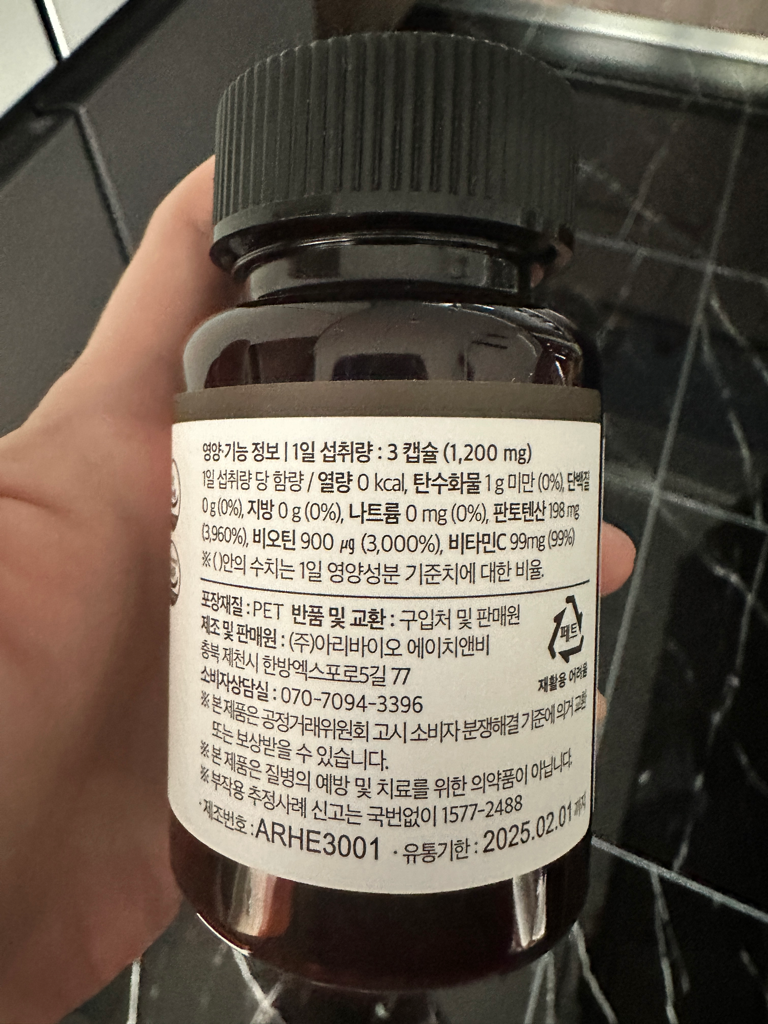 영양·기능 정보 | 1일 섭취량 : 3 캡슐 (1,200 mg)
1일 섭취량 당 함량 / 열량 0 kcal, 탄수화물 1 g 미만 (0%), 단백질
0 g (0%), 지방 0 g (0%), 나트륨 0 mg (0%), 판토텐산 198 mg
(3,960%), 비오틴 900 ㎍ (3,000%), 비타민C 99mg (99%)
※ ( )안의 수치는 1일 영양성분 기준치에 대한 비율.
포장재질 : PET 반품 및 교환 : 구입처 및 판매원
제조 및 판매원 : (주)아리바이오 에이치앤비
충북 제천시 한방엑스포로5길 77
소비자상담실 : 070-7094-3396
페트
재활용 어려움
※ 본 제품은 공정거래위원회 고시 소비자 분쟁해결 기준에 의거 교환
또는 보상받을 수 있습니다.
※ 본 제품은 질병의 예방 및 치료를 위한 의약품이 아닙니다.
※ 부작용 추정사례 신고는 국번없이 1577-2488
· 제조번호 : ARHE3001 · 유통기한 : 2025.02.01 까지